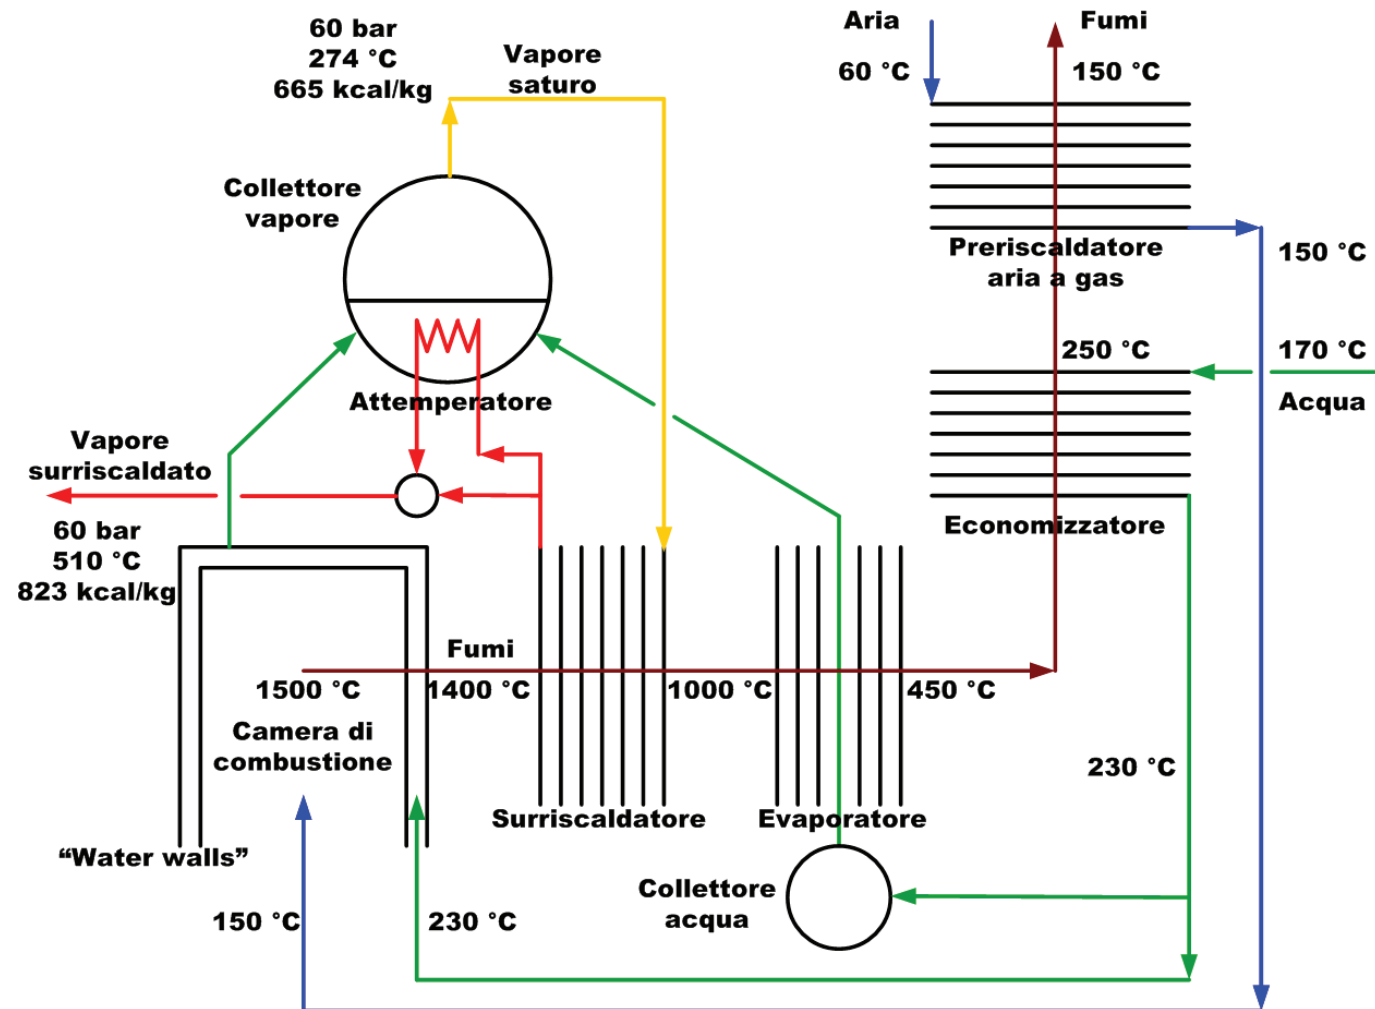 60 bar
274 °C
665 kcal/kg
Vapore
saturo
Aria
60 °C
Fumi
150 °C
Collettore
vapore
Preriscaldatore
aria a gas
150 °C
250 °C
170 °C
Acqua
Attemperatore
Vapore
surriscaldato
60 bar
510 °C
823 kcal/kg
Economizzatore
Fumi
1500 °C
1400 °C
1000 °C
450 °C
Camera di
combustione
230 °C
Surriscaldatore
Evaporatore
“Water walls”
Collettore
acqua
150 °C
230 °C